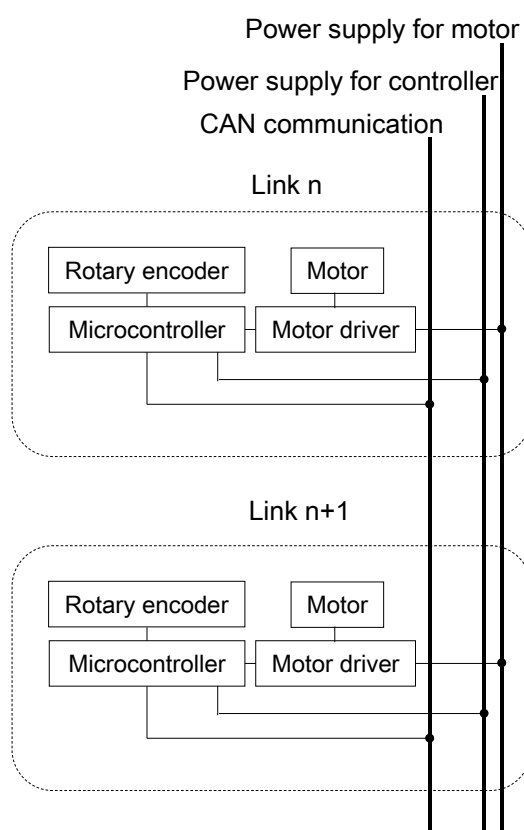 Power supply for motor
Power supply for controller
CAN communication
Link n
Rotary encoder
Motor
Microcontroller
Motor driver
Link n+1
Rotary encoder
Motor
Microcontroller
Motor driver